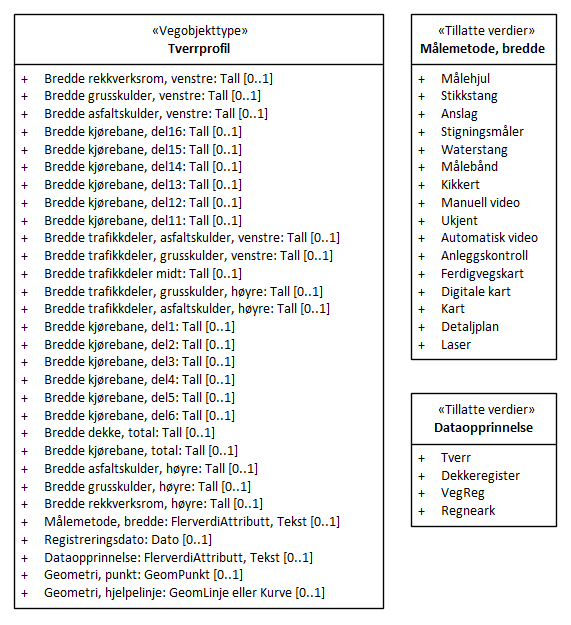 «Vegobjekttype»
Tverrprofil
+ Bredde rekkverksrom, venstre: Tall [0..1]
+ Bredde grusskulder, venstre: Tall [0..1]
+ Bredde asfaltskulder, venstre: Tall [0..1]
+ Bredde kjørebane, del16: Tall [0..1]
+ Bredde kjørebane, del15: Tall [0..1]
+ Bredde kjørebane, del14: Tall [0..1]
+ Bredde kjørebane, del13: Tall [0..1]
+ Bredde kjørebane, del12: Tall [0..1]
+ Bredde kjørebane, del11: Tall [0..1]
+ Bredde trafikkdeler, asfaltskulder, venstre: Tall [0..1]
+ Bredde trafikkdeler, grusskulder, venstre: Tall [0..1]
+ Bredde trafikkdeler midt: Tall [0..1]
+ Bredde trafikkdeler, grusskulder, høyre: Tall [0..1]
+ Bredde trafikkdeler, asfaltskulder, høyre: Tall [0..1]
+ Bredde kjørebane, del1: Tall [0..1]
+ Bredde kjørebane, del2: Tall [0..1]
+ Bredde kjørebane, del3: Tall [0..1]
+ Bredde kjørebane, del4: Tall [0..1]
+ Bredde kjørebane, del5: Tall [0..1]
+ Bredde kjørebane, del6: Tall [0..1]
+ Bredde dekke, total: Tall [0..1]
+ Bredde kjørebane, total: Tall [0..1]
+ Bredde asfaltskulder, høyre: Tall [0..1]
+ Bredde grusskulder, høyre: Tall [0..1]
+ Bredde rekkverksrom, høyre: Tall [0..1]
+ Målemetode, bredde: FlerverdiAttributt, Tekst [0..1]
+ Registreringsdato: Dato [0..1]
+ Dataopprinnelse: FlerverdiAttributt, Tekst [0..1]
+ Geometri, punkt: GeomPunkt [0..1]
+ Geometri, hjelpelinje: GeomLinje eller Kurve [0..1]
«Tillatte verdier»
Målemetode, bredde
+ Målehjul
+ Stikkstang
+ Anslag
+ Stigningsmåler
+ Waterstang
+ Målebånd
+ Kikkert
+ Manuell video
+ Ukjent
+ Automatisk video
+ Anleggskontroll
+ Ferdigvegskart
+ Digitale kart
+ Kart
+ Detaljplan
+ Laser
«Tillatte verdier»
Dataopprinnelse
+ Tverr
+ Dekkeregister
+ VegReg
+ Regneark